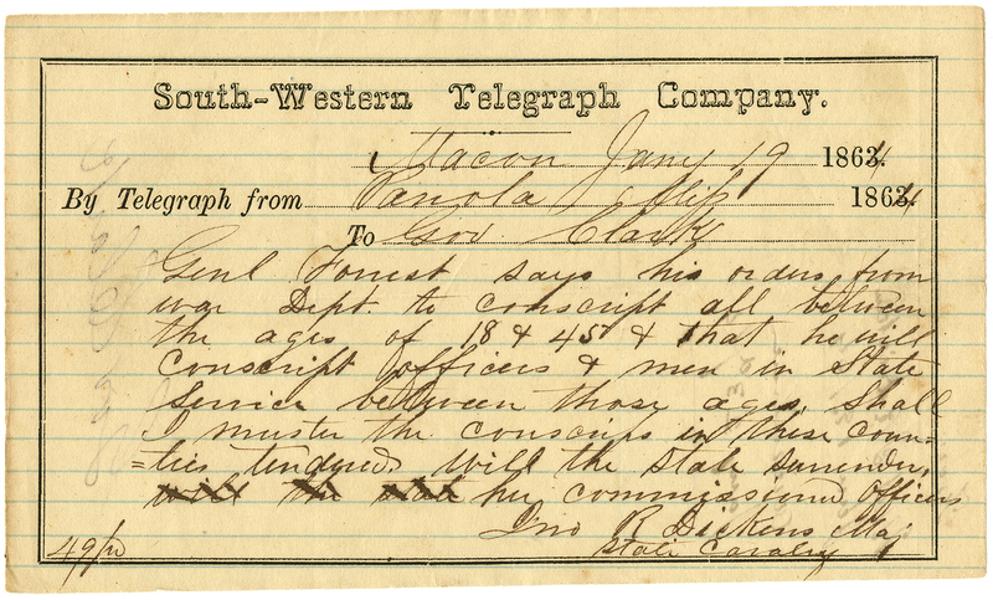 South-Western Telegraph Company.
Macon Jany 19 1864
By Telegraph from Panola Miss 1864
To Gov Clark
Genl Forrest says his orders from
war Dept. to conscript all between
the ages of 18 & 45 & that he will
conscript officers & men in State
Service between those ages, Shall
I muster the conscrips in these coun=
=ties tendered. Will the State surrender,
will the state her commissioned officers
Jno R Dickens Maj
State Cavalry
49/